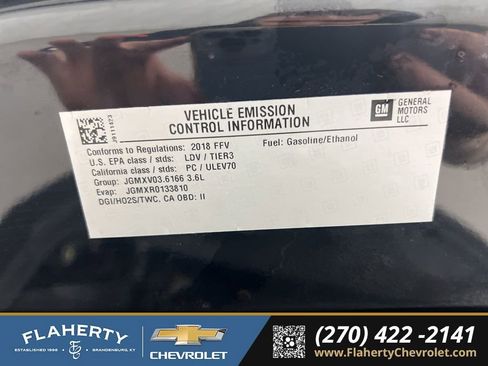 VEHICLE EMISSION
CONTROL INFORMATION
GM
GENERAL
MOTORS
LLC
Conforms to Regulations: 2018 FFV
Fuel: Gasoline/Ethanol
U.S. EPA class / stds: LDV / TIER3
California class / stds: PC / ULEV70
Group: JGMXV03.6166 3.6L
Evap: JGMXR0133810
DGI/HO2S/TWC, CA OBD: II
FLAHERTY
ESTABLISHED 1996
BRANDENBURG, KY
CHEVROLET
(270) 422 -2141
www.FlahertyChevrolet.com